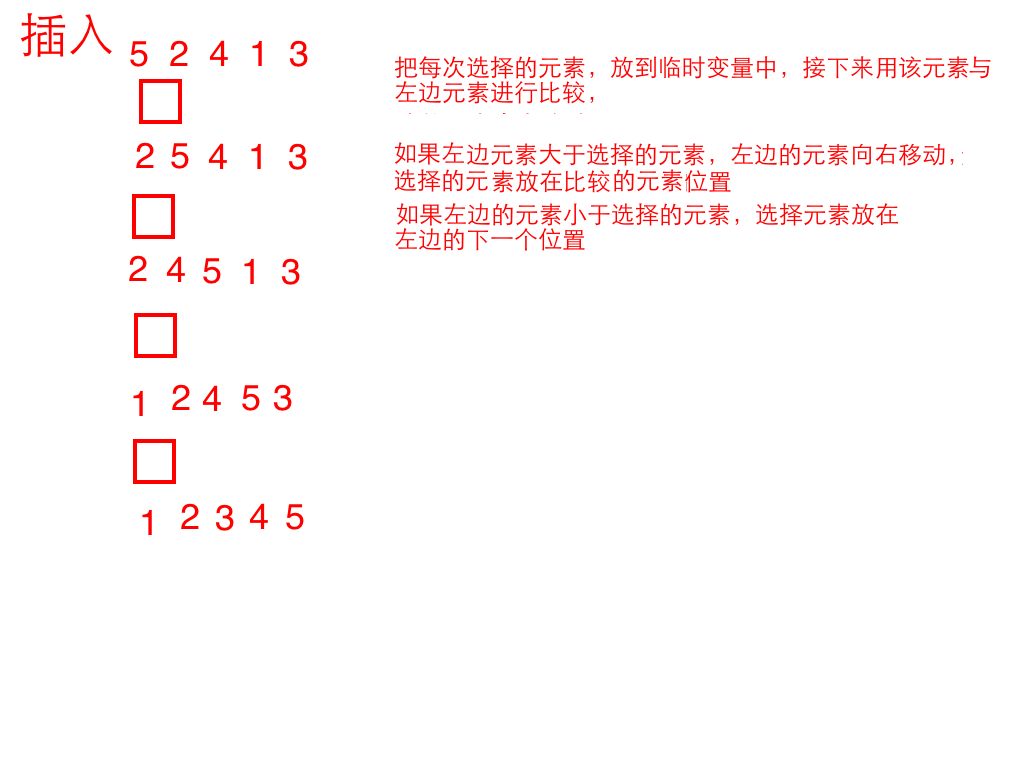 插入
5 2 4 1 3
把每次选择的元素，放到临时变量中，接下来用该元素与
左边元素进行比较，
2 5 4 1 3
如果左边元素大于选择的元素，左边的元素向右移动，
选择的元素放在比较的元素位置
如果左边的元素小于选择的元素，选择元素放在
左边的下一个位置
2 4 5 1 3
1 2 4 5 3
1 2 3 4 5